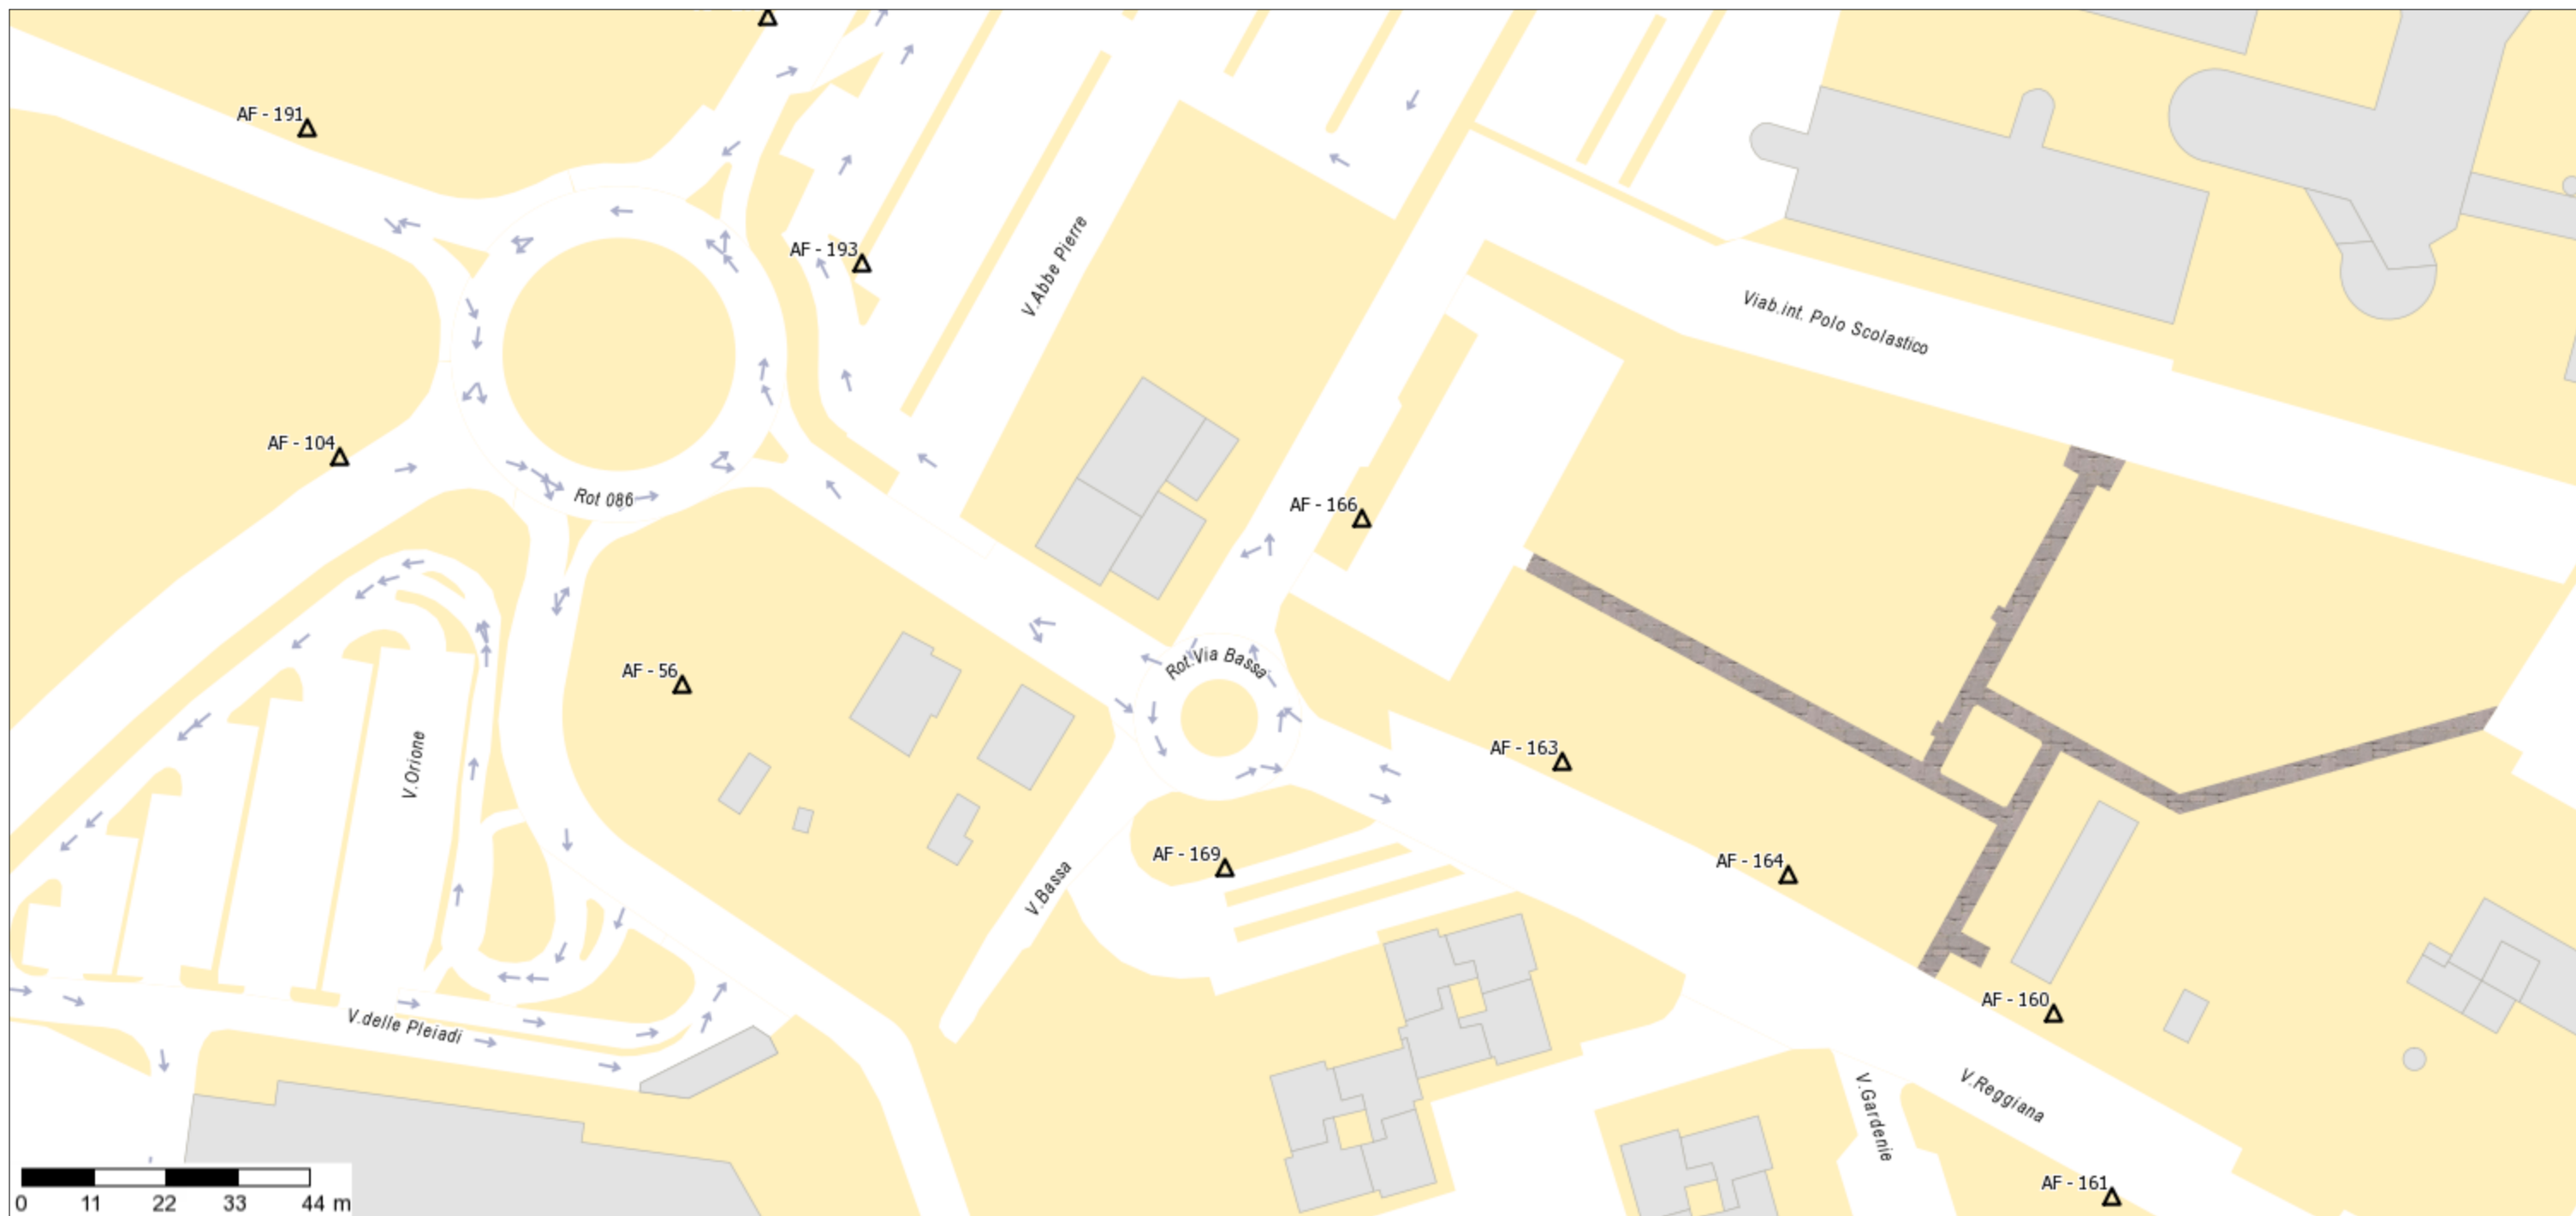 AF - 191
AF - 193
V.Abbe Pierre
Viab.int. Polo Scolastico
AF - 104
Rot 086
AF - 166
Rot.Via Bassa
AF - 56
V.Orione
AF - 163
AF - 169
AF - 164
V.Bassa
AF - 160
V.delle Pleiadi
V.Gardenie
V.Reggiana
AF - 161
0 11 22 33 44 m